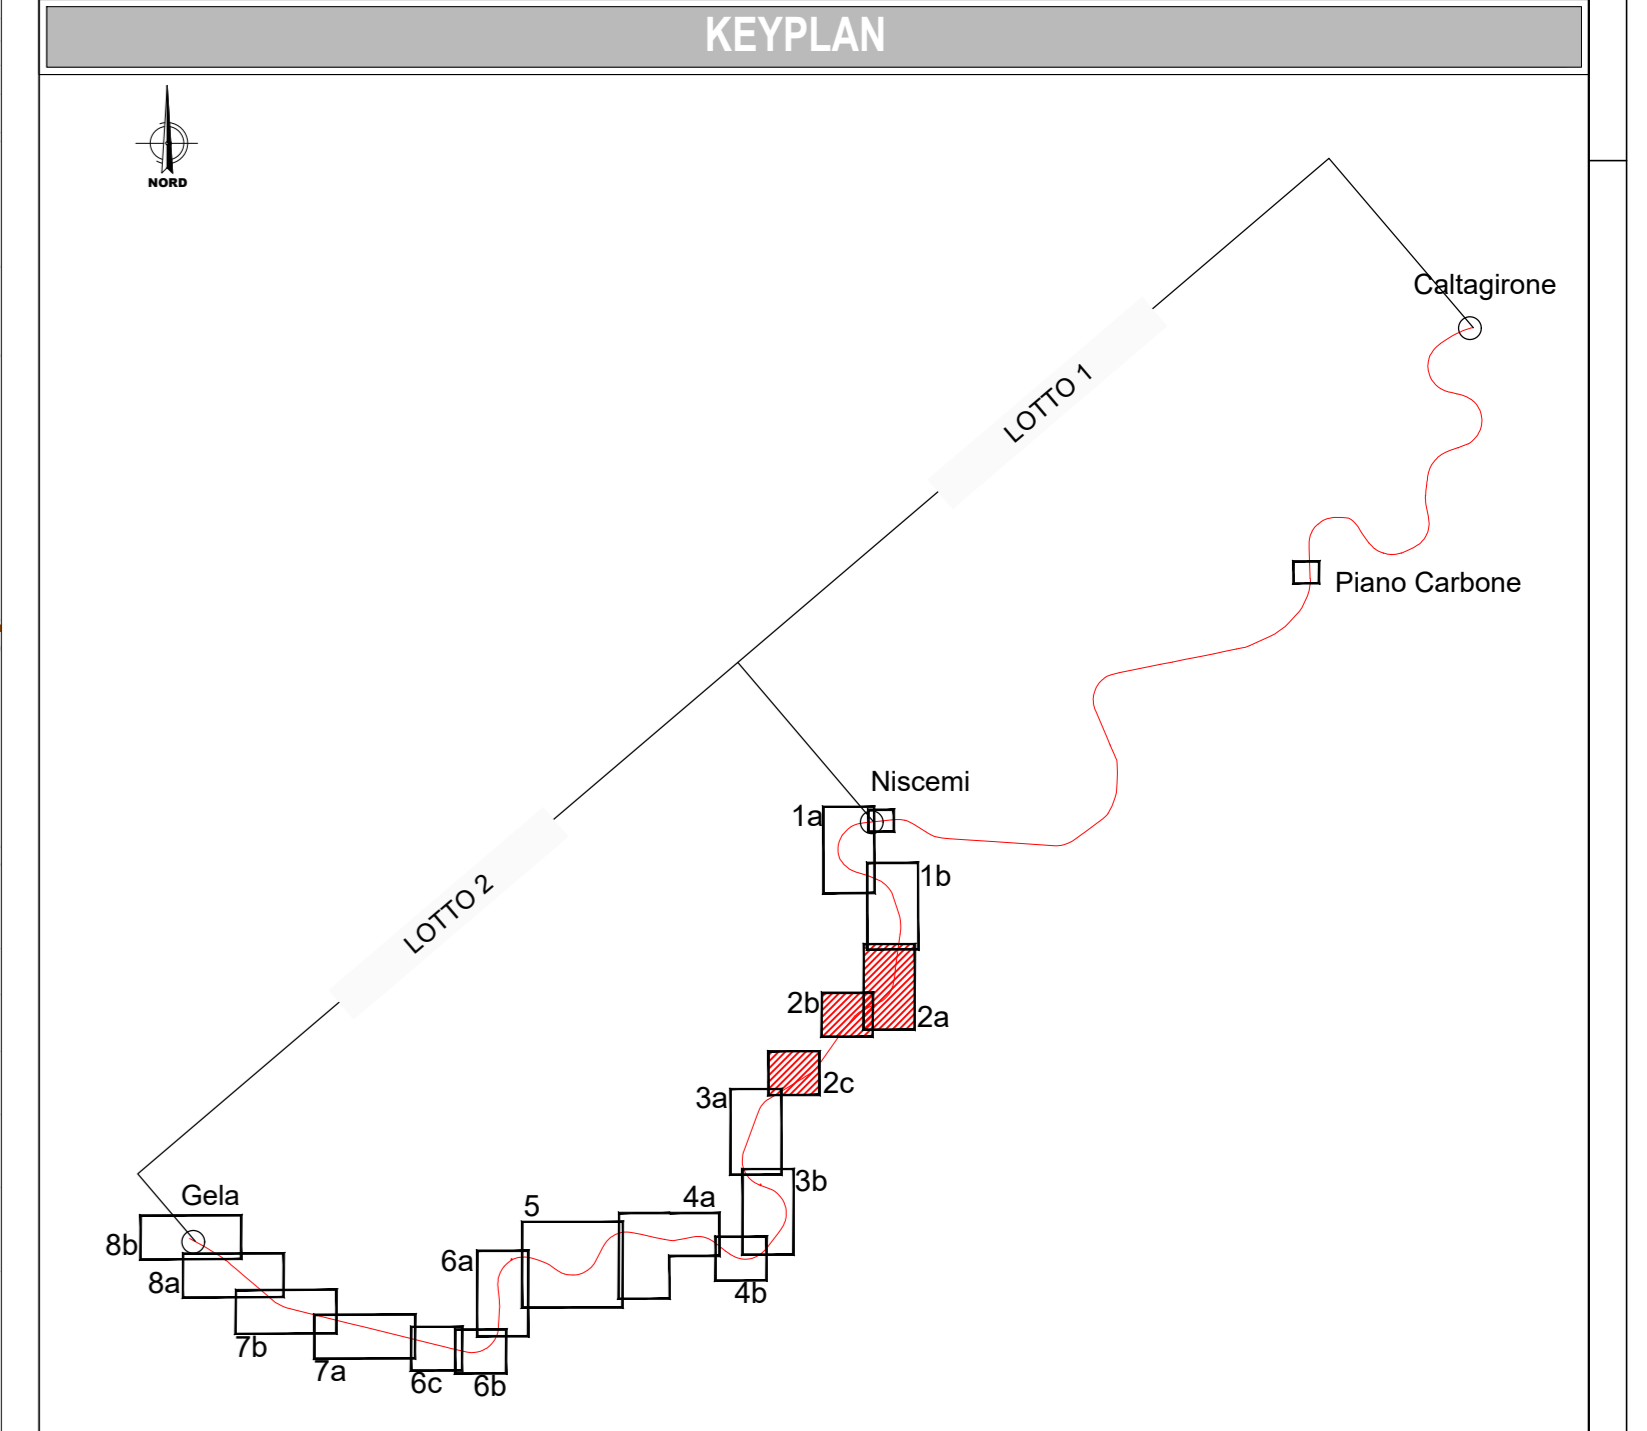 KEYPLAN
NORD
Caltagirone
LOTTO 1
Piano Carbone
Niscemi
1a
1b
LOTTO 2
2b
2a
2c
3a
3b
Gela
5
4a
8b
6a
8a
4b
7b
7a
6c
6b